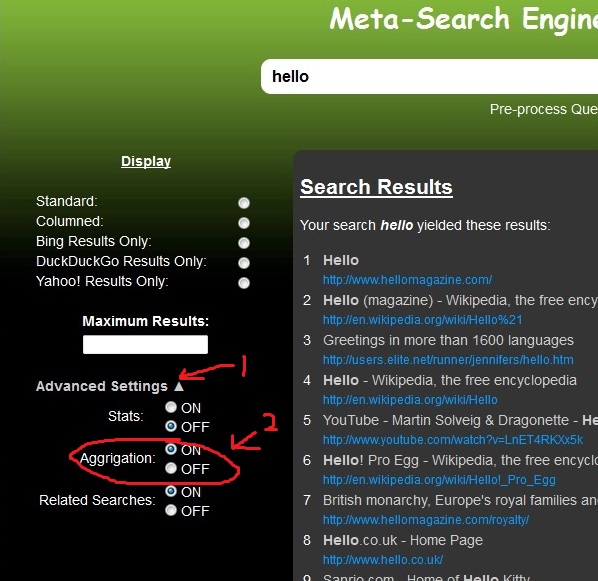 Meta-Search Engine
hello
Pre-process Que
Display
Standard:
Columned:
Bing Results Only:
DuckDuckGo Results Only:
Yahoo! Results Only:
Maximum Results:
Advanced Settings ▲
1
Stats:
ON
OFF
2
Aggrigation:
ON
OFF
Related Searches:
ON
OFF
Search Results
Your search hello yielded these results:
1 Hello
http://www.hellomagazine.com/
2 Hello (magazine) - Wikipedia, the free ency
http://en.wikipedia.org/wiki/Hello%21
3 Greetings in more than 1600 languages
http://users.elite.net/runner/jennifers/hello.htm
4 Hello - Wikipedia, the free encyclopedia
http://en.wikipedia.org/wiki/Hello
5 YouTube - Martin Solveig & Dragonette - He
http://www.youtube.com/watch?v=LnET4RKXx5k
6 Hello! Pro Egg - Wikipedia, the free encyclo
http://en.wikipedia.org/wiki/Hello!_Pro_Egg
7 British monarchy, Europe's royal families an
http://www.hellomagazine.com/royalty/
8 Hello.co.uk - Home Page
http://www.hello.co.uk/
9 Sanrio.com - Home of Hello Kitty